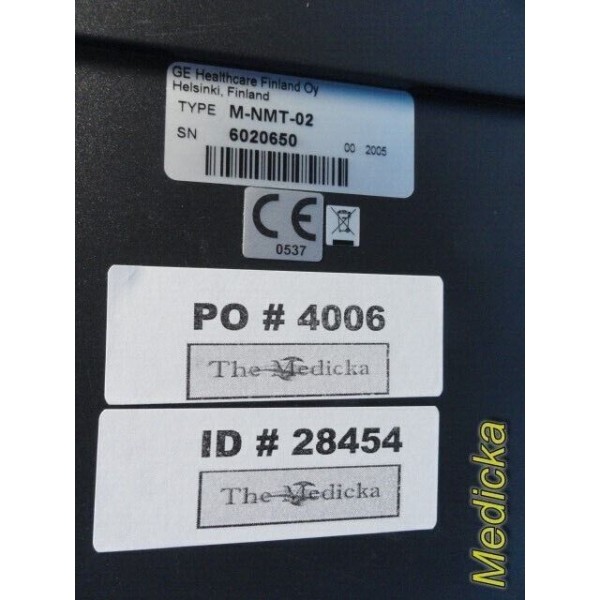 GE Healthcare Finland Oy
Helsinki, Finland
TYPE M-NMT-02
SN 6020650
00 2005
CE
0537
PO # 4006
The Medicka
ID # 28454
The Medicka
Medicka